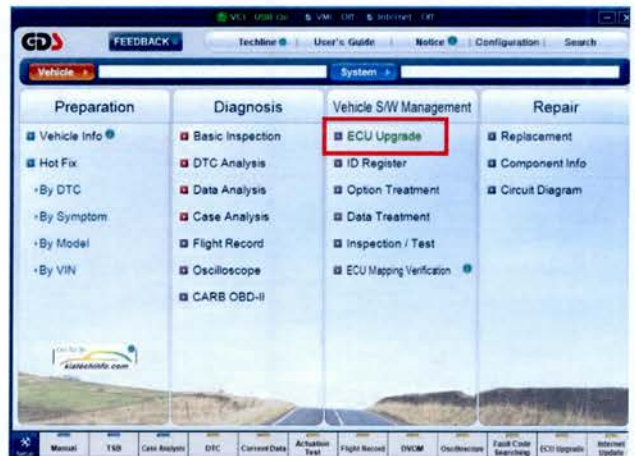 VCI USB On VMI Off Internet Off
GDS FEEDBACK Techline User's Guide Notice Configuration Search
Vehicle System
Preparation Diagnosis Vehicle S/W Management Repair
Vehicle Info Basic Inspection ECU Upgrade Replacement
Hot Fix DTC Analysis ID Register Component Info
By DTC Data Analysis Option Treatment Circuit Diagram
By Symptom Case Analysis Data Treatment
By Model Flight Record Inspection / Test
By VIN Oscilloscope ECU Mapping Verification
CARB OBD-II
kiatechinfo.com
Setup Manual TSB Case Analysis DTC Current Data Actuation Test Flight Record DVOM Oscilloscope Fault Code Searching ECU Upgrade Internet Update